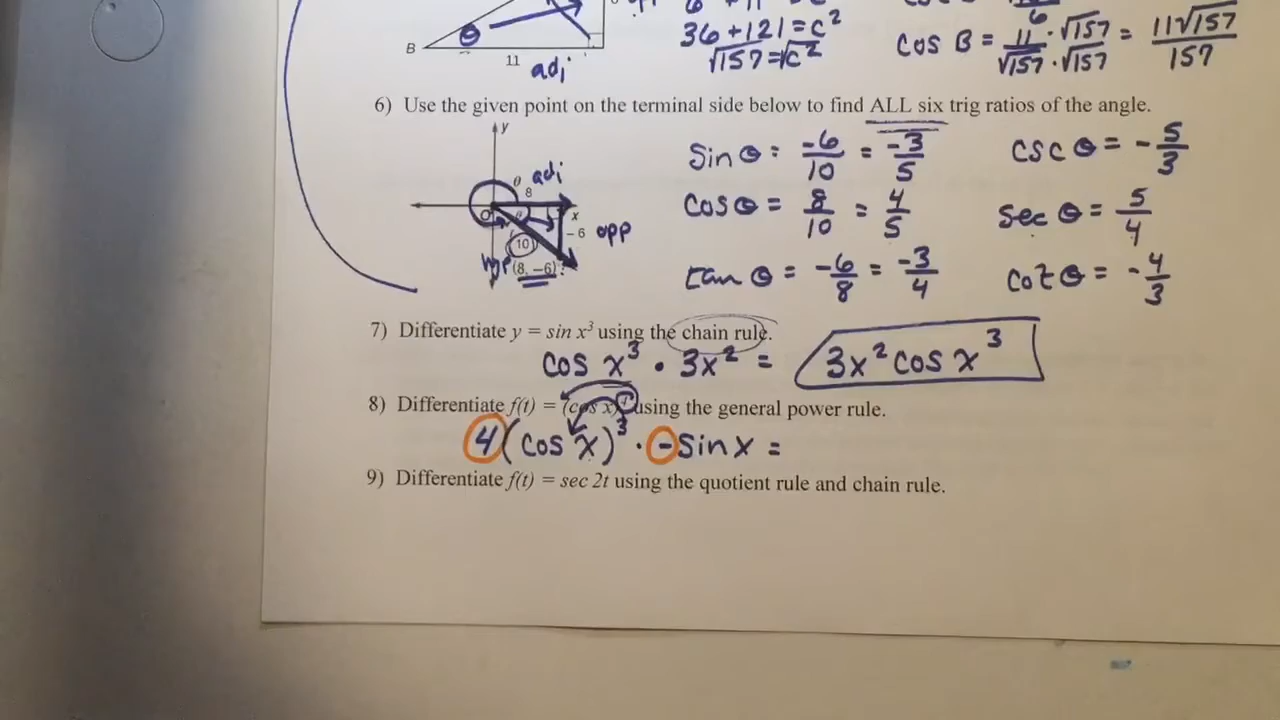 36 + 121 = c²
√157 = √c²
B
11
adj
cos B = 11/√157 · √157/√157 = 11√157/157
6) Use the given point on the terminal side below to find ALL six trig ratios of the angle.
y
θ
adj
8
O
x
-6
opp
10
hyp
(8, -6)
sin θ = -6/10 = -3/5
csc θ = -5/3
cos θ = 8/10 = 4/5
sec θ = 5/4
tan θ = -6/8 = -3/4
cot θ = -4/3
7) Differentiate y = sin x³ using the chain rule.
cos x³ · 3x² = 3x² cos x³
8) Differentiate f(t) = (cos x)⁴ using the general power rule.
4(cos x)³ · -sin x =
9) Differentiate f(t) = sec 2t using the quotient rule and chain rule.